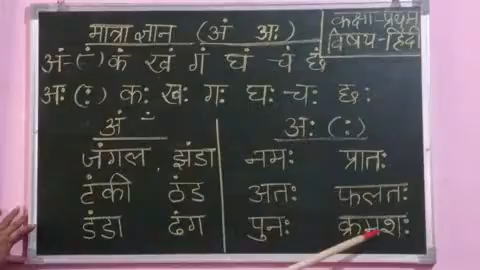 मात्रा ज्ञान (अं अः)
कक्षा-प्रथम
विषय-हिंदी
अं=(ं) कं खं गं घं चं छं
अः (ः) कः खः गः घः चः छः
अं ं
अः (ः)
जंगल, झंडा
नमः प्रातः
टंकी ठंड
अतः फलतः
डंडा ढंग
पुनः क्रमशः